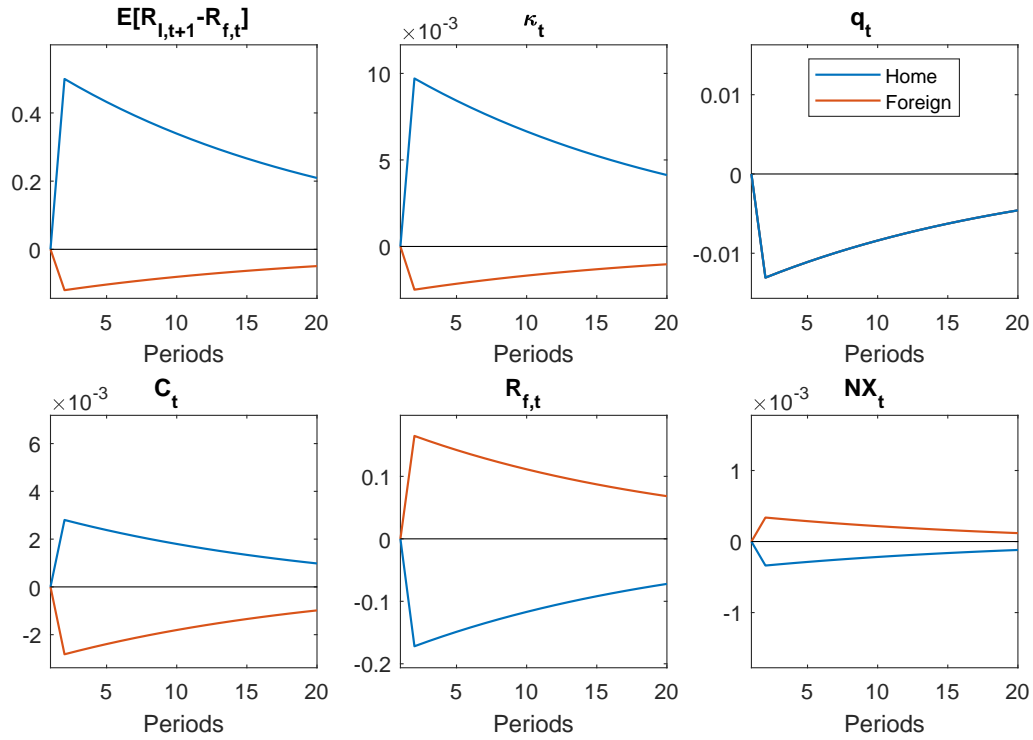 E[R_{l,t+1}-R_{f,t}]
0.4
0.2
0
5 10 15 20
Periods
κ_t
×10^{-3}
10
5
0
5 10 15 20
Periods
q_t
Home
Foreign
0.01
0
-0.01
5 10 15 20
Periods
C_t
×10^{-3}
6
4
2
0
-2
5 10 15 20
Periods
R_{f,t}
0.1
0
-0.1
-0.2
5 10 15 20
Periods
NX_t
×10^{-3}
1
0
-1
5 10 15 20
Periods